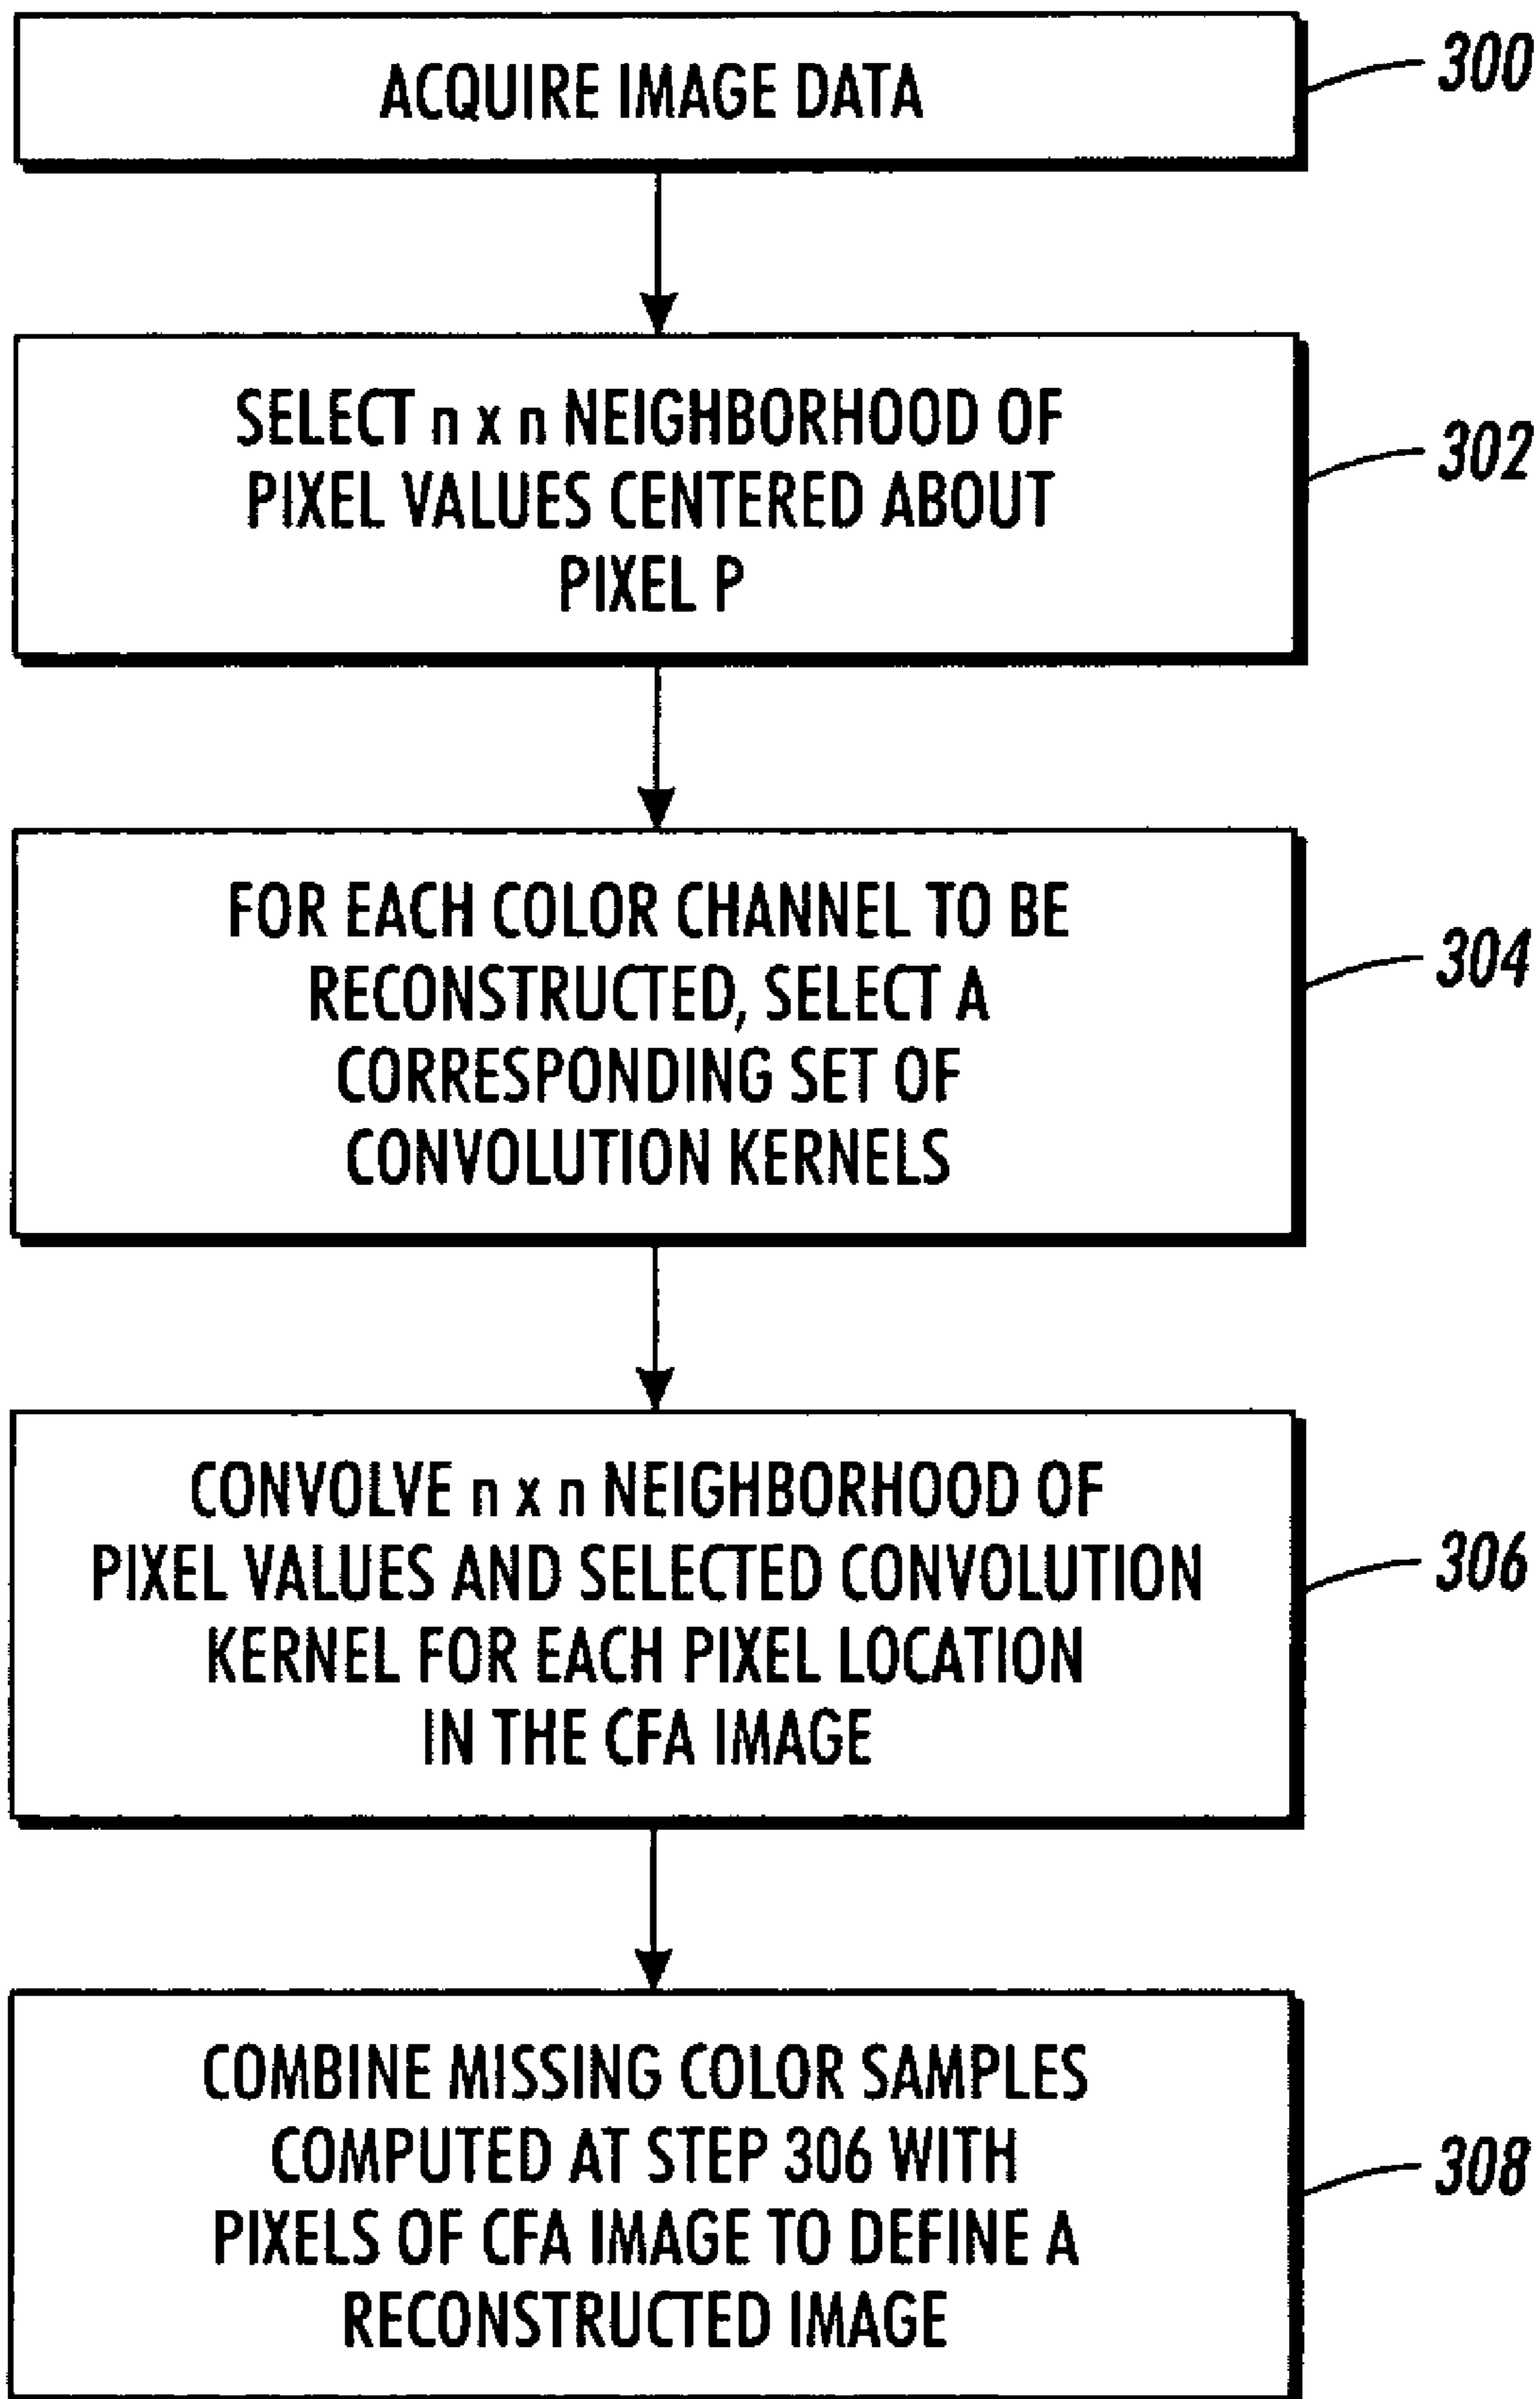 ACQUIRE IMAGE DATA
300
SELECT n x n NEIGHBORHOOD OF
PIXEL VALUES CENTERED ABOUT
PIXEL P
302
FOR EACH COLOR CHANNEL TO BE
RECONSTRUCTED, SELECT A
CORRESPONDING SET OF
CONVOLUTION KERNELS
304
CONVOLVE n x n NEIGHBORHOOD OF
PIXEL VALUES AND SELECTED CONVOLUTION
KERNEL FOR EACH PIXEL LOCATION
IN THE CFA IMAGE
306
COMBINE MISSING COLOR SAMPLES
COMPUTED AT STEP 306 WITH
PIXELS OF CFA IMAGE TO DEFINE A
RECONSTRUCTED IMAGE
308